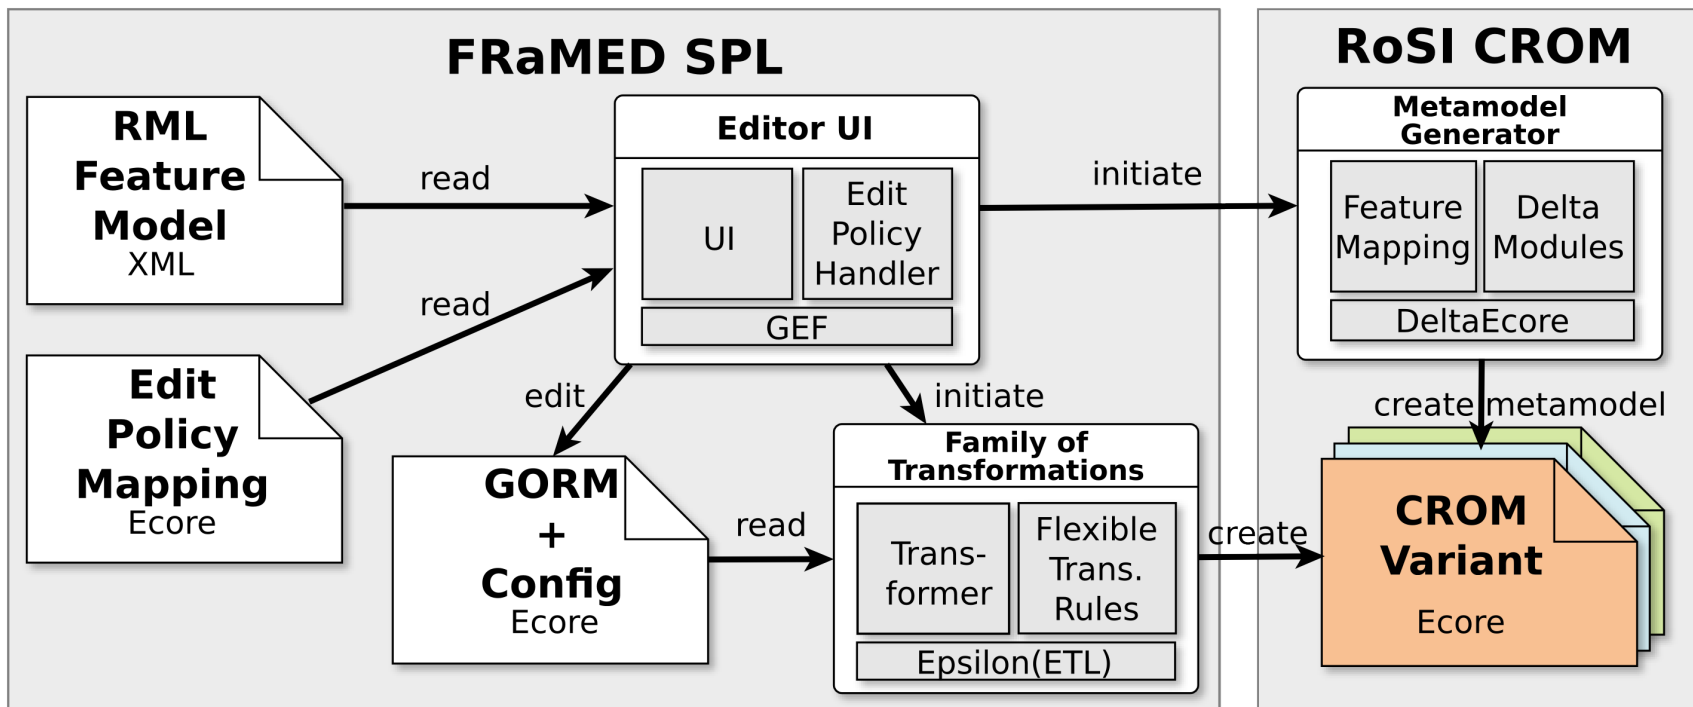 FRaMED SPL
RML
Feature
Model
XML
read
Editor UI
UI
Edit
Policy
Handler
GEF
initiate
read
Edit
Policy
Mapping
Ecore
edit
initiate
GORM
+
Config
Ecore
read
Family of
Transformations
Trans-
former
Flexible
Trans.
Rules
Epsilon(ETL)
create
RoSI CROM
Metamodel
Generator
Feature
Mapping
Delta
Modules
DeltaEcore
create metamodel
CROM
Variant
Ecore